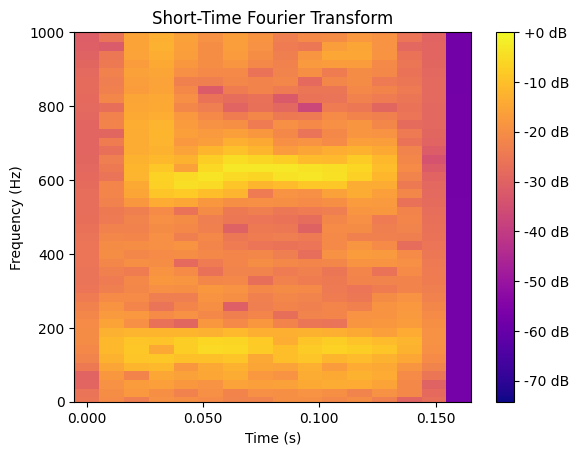 Short-Time Fourier Transform
1000
800
600
400
200
0
Frequency (Hz)
0.000
0.050
0.100
0.150
Time (s)
+0 dB
-10 dB
-20 dB
-30 dB
-40 dB
-50 dB
-60 dB
-70 dB